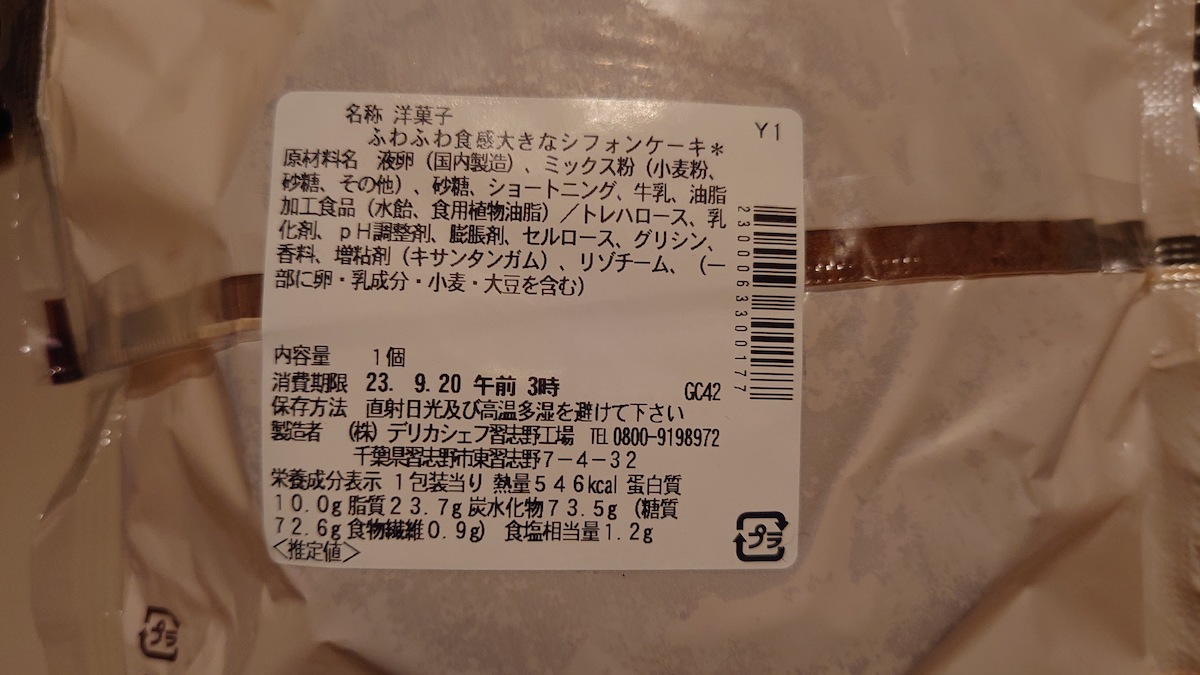 名称 洋菓子
Y1
ふわふわ食感大きなシフォンケーキ＊
原材料名 液卵（国内製造）、ミックス粉（小麦粉、
砂糖、その他）、砂糖、ショートニング、牛乳、油脂
加工食品（水飴、食用植物油脂）／トレハロース、乳
化剤、ｐＨ調整剤、膨脹剤、セルロース、グリシン、
香料、増粘剤（キサンタンガム）、リゾチーム、（一
部に卵・乳成分・小麦・大豆を含む）
2300063300177
内容量 1個
消費期限 23. 9.20 午前 3時
GC42
保存方法 直射日光及び高温多湿を避けて下さい
製造者 （株）デリカシェフ習志野工場 TEL 0800-9198972
千葉県習志野市東習志野７－４－３２
栄養成分表示 １包装当り 熱量５４６kcal 蛋白質
１０.０g 脂質２３.７g 炭水化物７３.５g （糖質
７２.６g 食物繊維０.９g） 食塩相当量１.２g
＜推定値＞
プラ
プラ